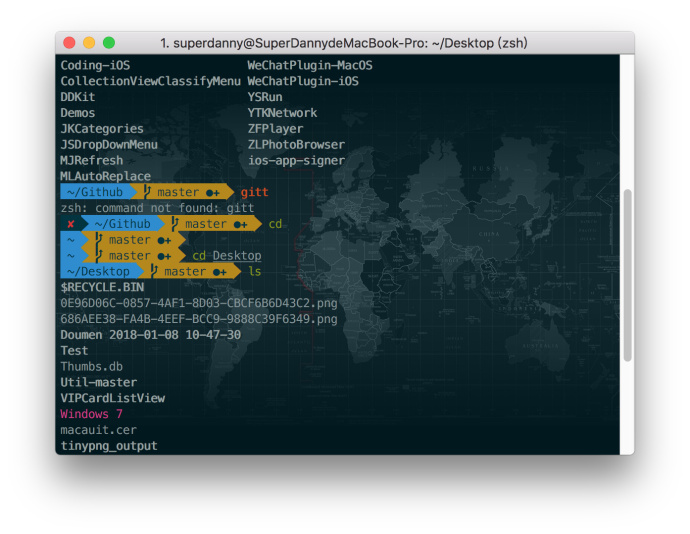 1. superdanny@SuperDannydeMacBook-Pro: ~/Desktop (zsh)
Coding-iOS WeChatPlugin-MacOS
CollectionViewClassifyMenu WeChatPlugin-iOS
DDKit YSRun
Demos YTKNetwork
JKCategories ZFPlayer
JSDropDownMenu ZLPhotoBrowser
MJRefresh ios-app-signer
MLAutoReplace
~/Github master ●+ gitt
zsh: command not found: gitt
✘ ~/Github master ●+ cd
~ master ●+
~ master ●+ cd Desktop
~/Desktop master ●+ ls
$RECYCLE.BIN
0E96D06C-0857-4AF1-8D03-CBCF6B6D43C2.png
686AEE38-FA4B-4EEF-BCC9-9888C39F6349.png
Doumen 2018-01-08 10-47-30
Test
Thumbs.db
Util-master
VIPCardListView
Windows 7
macauit.cer
tinypng_output